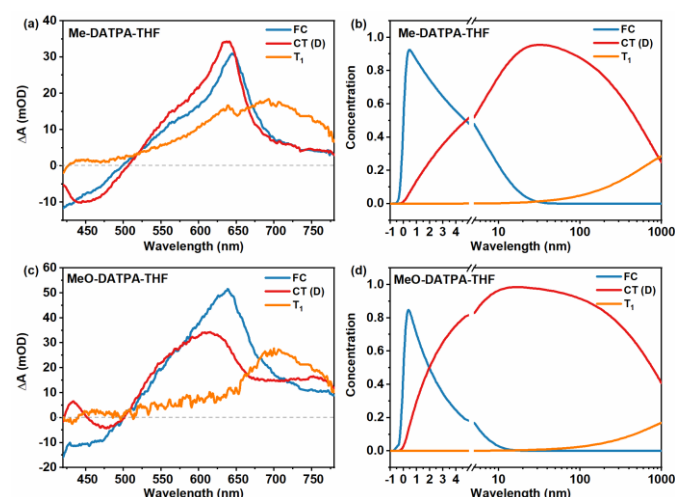 (a) Me-DATPA-THF
FC
CT (D)
T₁
ΔA (mOD)
40
30
20
10
0
-10
450 500 550 600 650 700 750
Wavelength (nm)
(b) Me-DATPA-THF
FC
CT (D)
T₁
Concentration
1.0
0.8
0.6
0.4
0.2
0.0
-1 0 1 2 3 4 10 100 1000
Wavelength (nm)
(c) MeO-DATPA-THF
FC
CT (D)
T₁
ΔA (mOD)
60
50
40
30
20
10
0
-10
-20
450 500 550 600 650 700 750
Wavelength (nm)
(d) MeO-DATPA-THF
FC
CT (D)
T₁
Concentration
1.0
0.8
0.6
0.4
0.2
0.0
-1 0 1 2 3 4 10 100 1000
Wavelength (nm)